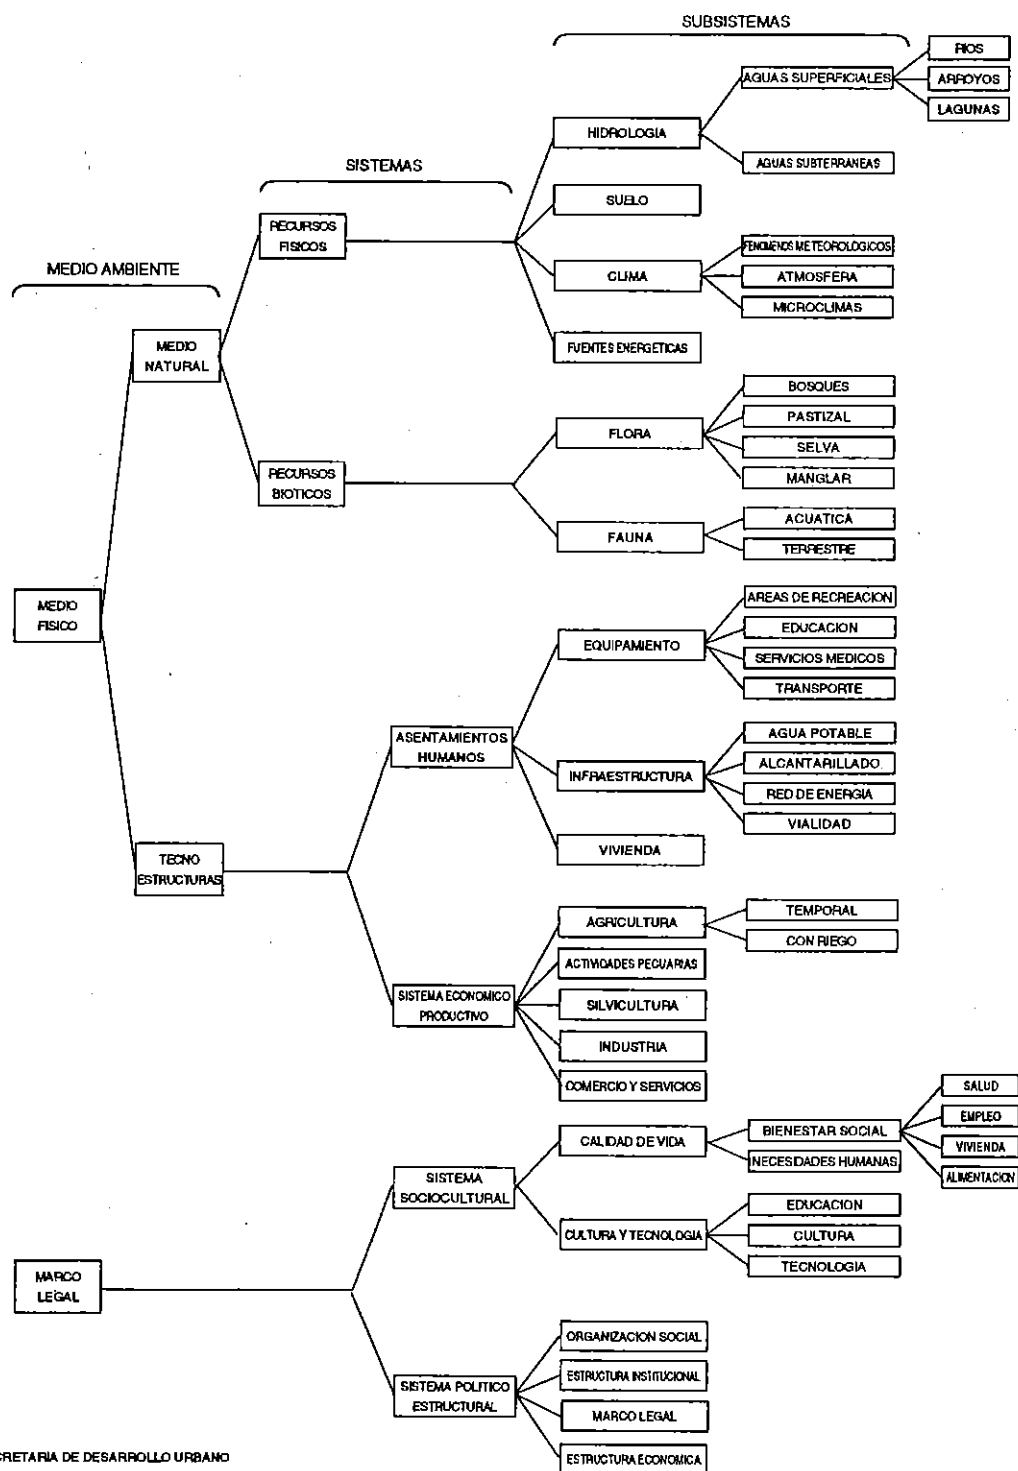 SUBSISTEMAS
RIOS
AGUAS SUPERFICIALES
ARROYOS
LAGUNAS
HIDROLOGIA
AGUAS SUBTERRANEAS
SISTEMAS
SUELO
RECURSOS
FISICOS
FENOMENOS METEOROLOGICOS
MEDIO AMBIENTE
CLIMA
ATMOSFERA
MICROCLIMAS
MEDIO
NATURAL
FUENTES ENERGETICAS
BOSQUES
PASTIZAL
FLORA
SELVA
RECURSOS
BIOTICOS
MANGLAR
ACUATICA
FAUNA
TERRESTRE
MEDIO
FISICO
AREAS DE RECREACION
EDUCACION
EQUIPAMIENTO
SERVICIOS MEDICOS
TRANSPORTE
ASENTAMIENTOS
HUMANOS
AGUA POTABLE
ALCANTARILLADO
INFRAESTRUCTURA
RED DE ENERGIA
VIALIDAD
VIVIENDA
TECNO
ESTRUCTURAS
TEMPORAL
AGRICULTURA
CON RIEGO
ACTIVIDADES PECUARIAS
SISTEMA ECONOMICO
PRODUCTIVO
SILVICULTURA
INDUSTRIA
COMERCIO Y SERVICIOS
SALUD
EMPLEO
BIENESTAR SOCIAL
CALIDAD DE VIDA
VIVIENDA
NECESIDADES HUMANAS
ALIMENTACION
SISTEMA
SOCIOCULTURAL
EDUCACION
CULTURA Y TECNOLOGIA
CULTURA
TECNOLOGIA
MARCO
LEGAL
ORGANIZACION SOCIAL
ESTRUCTURA INSTITUCIONAL
SISTEMA POLITICO
ESTRUCTURAL
MARCO LEGAL
ESTRUCTURA ECONOMICA
CRETARIA DE DESARROLLO URBANO